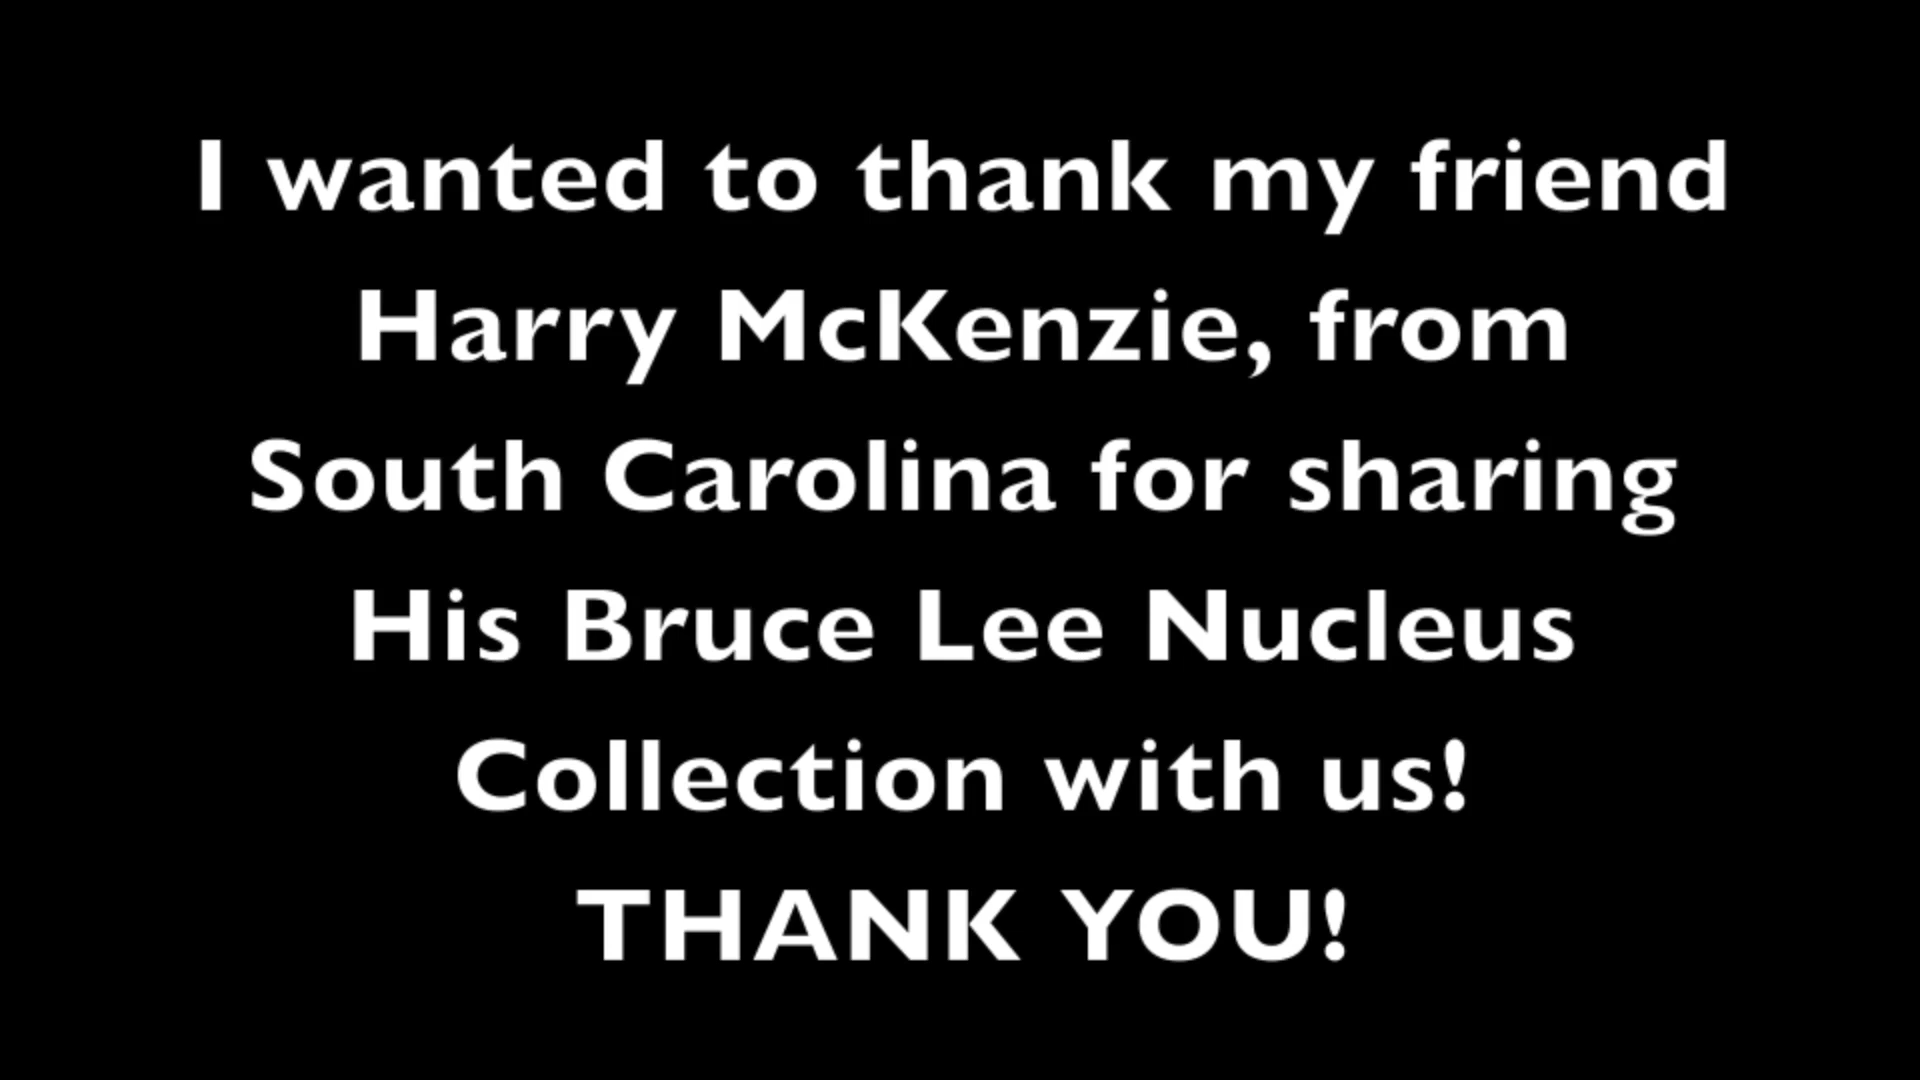 I wanted to thank my friend
Harry McKenzie, from
South Carolina for sharing
His Bruce Lee Nucleus
Collection with us!
THANK YOU!